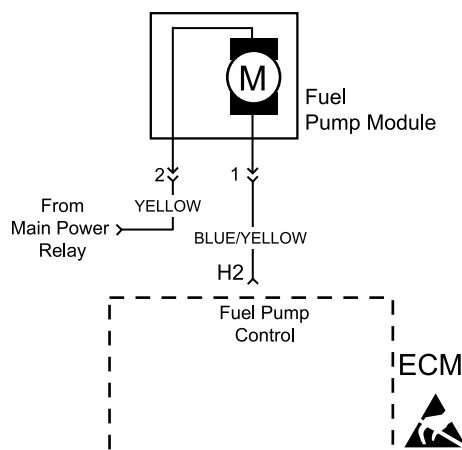 M
Fuel
Pump Module
2
1
From
Main Power
Relay
YELLOW
BLUE/YELLOW
H2
Fuel Pump
Control
ECM